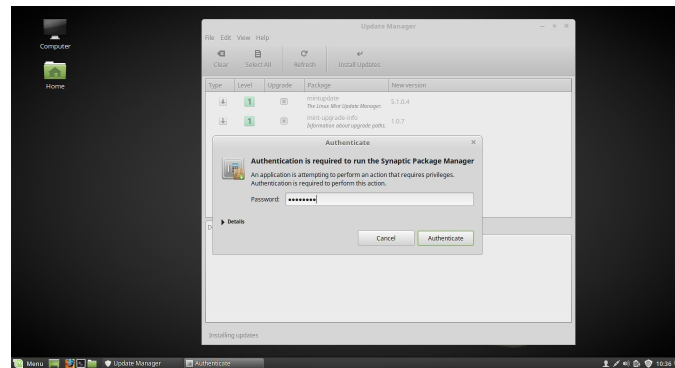 Computer
Home
Update Manager
File Edit View Help
Clear Select All Refresh Install Updates
Type Level Upgrade Package New version
1 mintupdate 5.1.0.4
The Linux Mint Update Manager.
1 mint-upgrade-info 1.0.7
Information about upgrade paths.
Authenticate
Authentication is required to run the Synaptic Package Manager
An application is attempting to perform an action that requires privileges.
Authentication is required to perform this action.
Password: ••••••••
Details
Cancel Authenticate
Installing updates
Menu Update Manager Authenticate 10:36